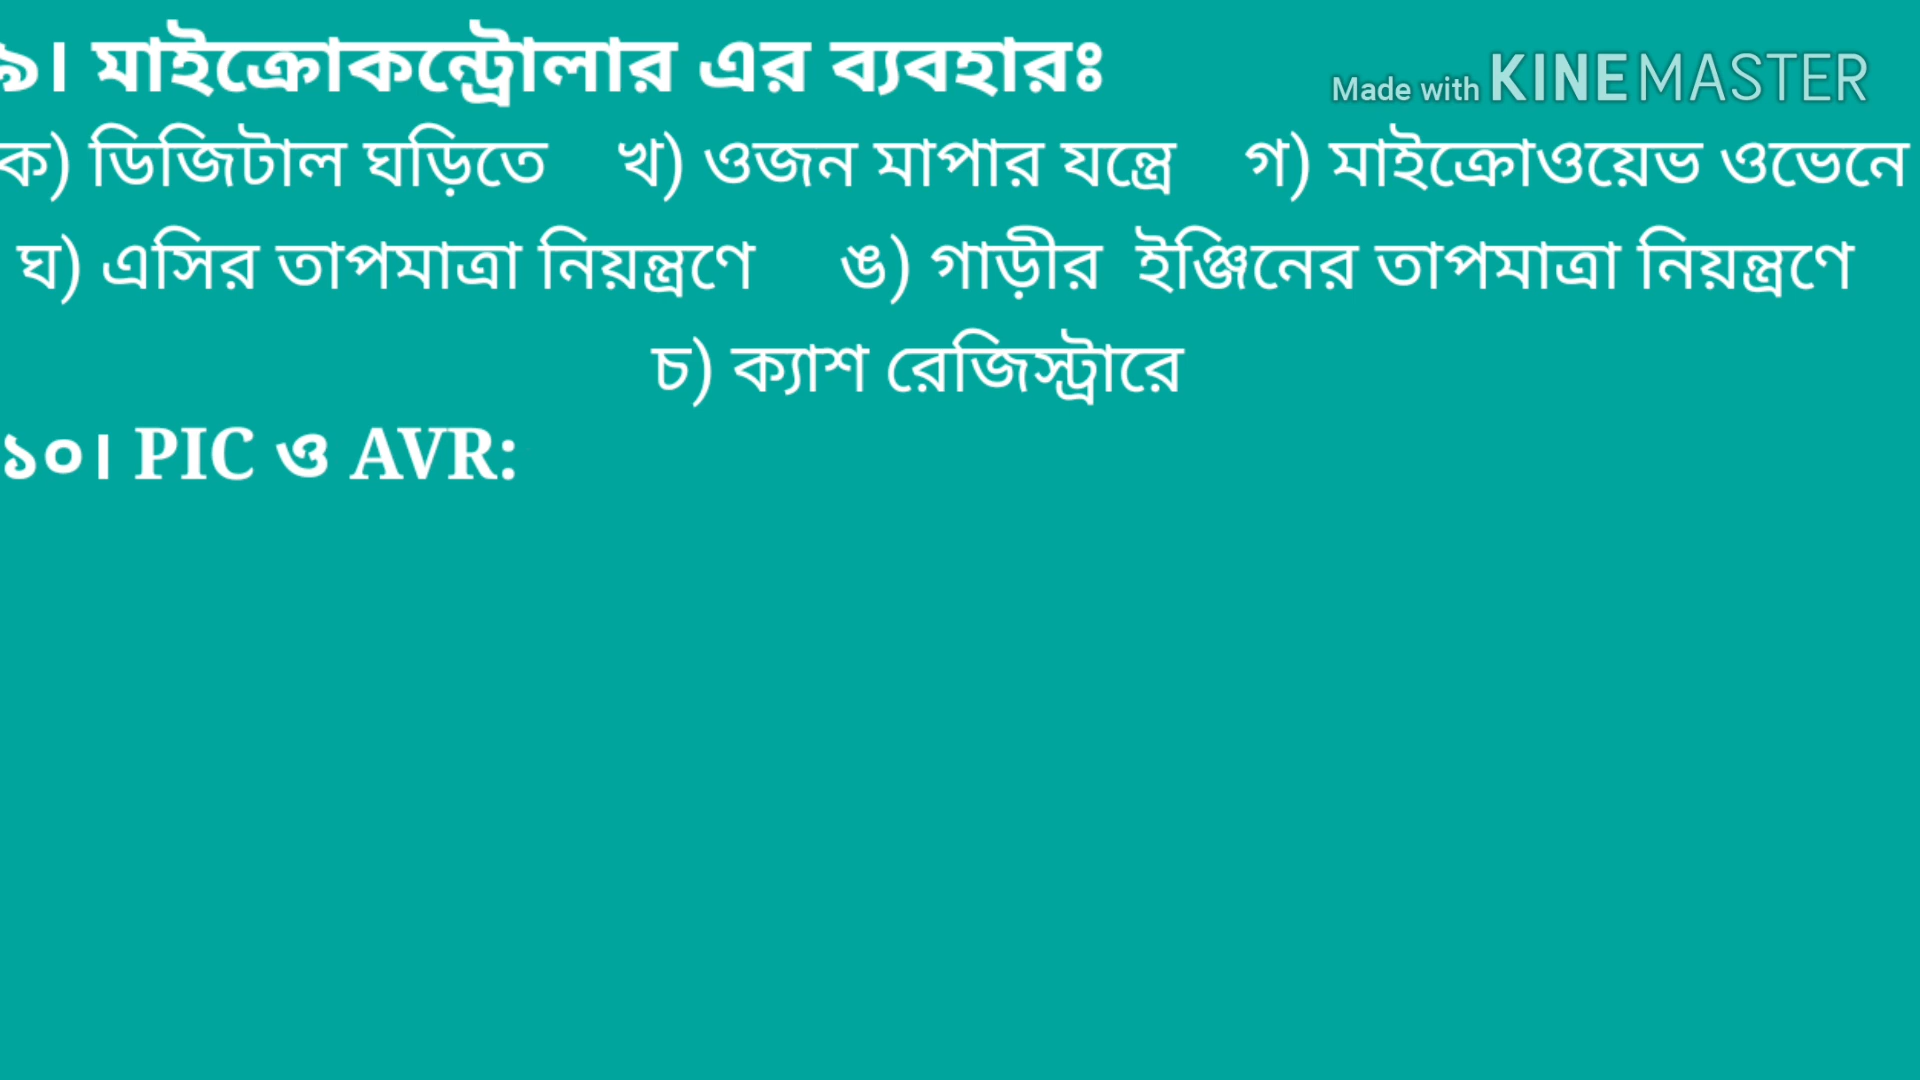 ৯। মাইক্রোকন্ট্রোলার এর ব্যবহারঃ
Made with KINEMASTER
ক) ডিজিটাল ঘড়িতে খ) ওজন মাপার যন্ত্রে গ) মাইক্রোওয়েভ ওভেনে
ঘ) এসির তাপমাত্রা নিয়ন্ত্রণে ঙ) গাড়ীর ইঞ্জিনের তাপমাত্রা নিয়ন্ত্রণে
চ) ক্যাশ রেজিস্ট্রারে
১০। PIC ও AVR: